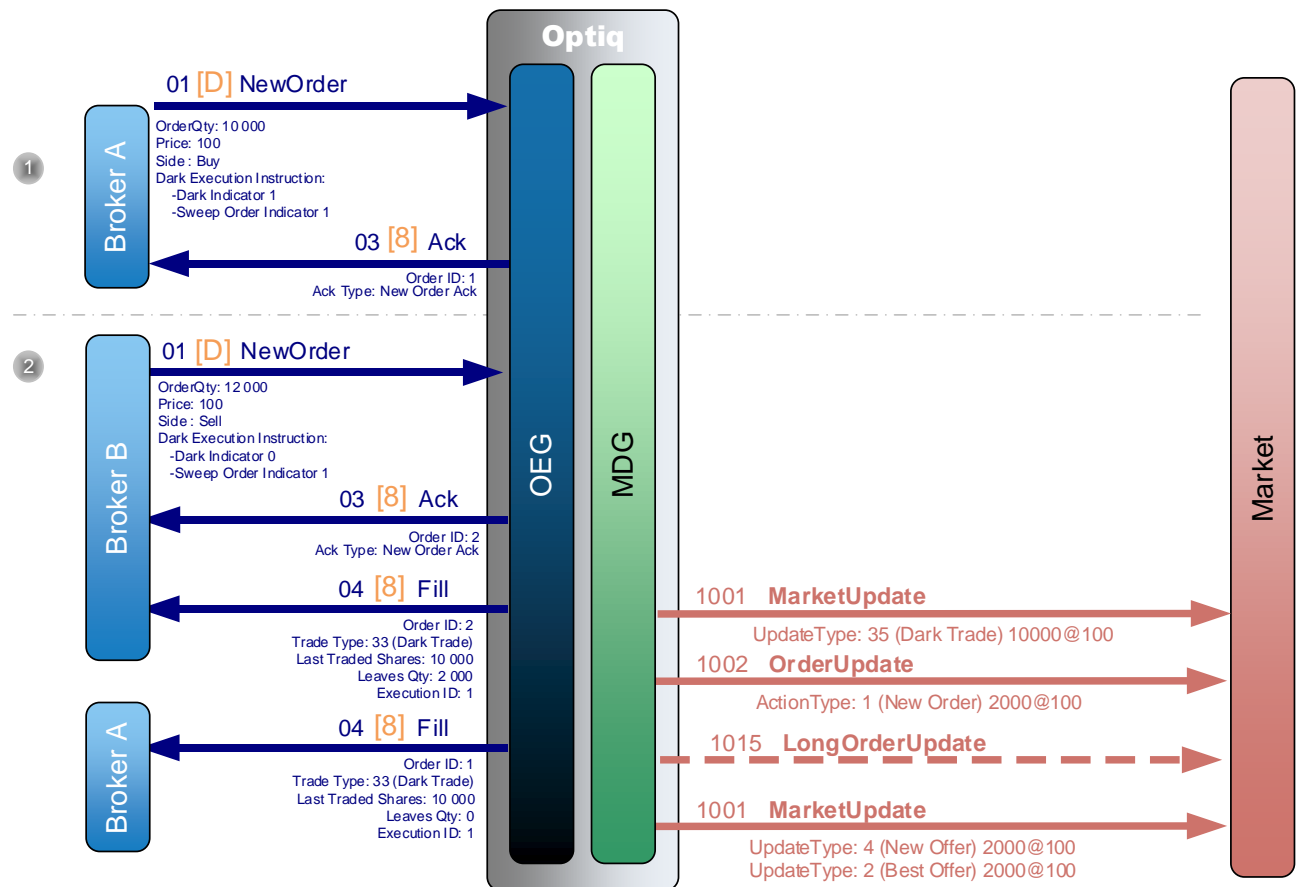 Optiq
01 [D] NewOrder
OrderQty: 10 000
Price: 100
Side : Buy
Dark Execution Instruction:
-Dark Indicator 1
-Sweep Order Indicator 1
1
Broker A
03 [8] Ack
Order ID: 1
Ack Type: New Order Ack
2
01 [D] NewOrder
OrderQty: 12 000
Price: 100
Side : Sell
Dark Execution Instruction:
-Dark Indicator 0
-Sweep Order Indicator 1
Broker B
OEG
MDG
Market
03 [8] Ack
Order ID: 2
Ack Type: New Order Ack
04 [8] Fill
Order ID: 2
Trade Type: 33 (Dark Trade)
Last Traded Shares: 10 000
Leaves Qty: 2 000
Execution ID: 1
1001 MarketUpdate
UpdateType: 35 (Dark Trade) 10000@100
1002 OrderUpdate
ActionType: 1 (New Order) 2000@100
Broker A
04 [8] Fill
Order ID: 1
Trade Type: 33 (Dark Trade)
Last Traded Shares: 10 000
Leaves Qty: 0
Execution ID: 1
1015 LongOrderUpdate
1001 MarketUpdate
UpdateType: 4 (New Offer) 2000@100
UpdateType: 2 (Best Offer) 2000@100